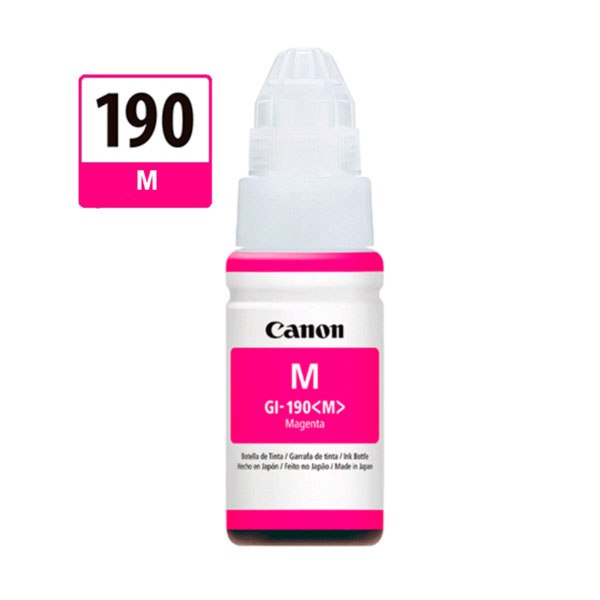 190
M
Canon
M
GI-190<M>
Magenta
Botella de Tinta / Garrafa de tinta / Ink Bottle
Hecho en Japón / Feito no Japão / Made in Japan